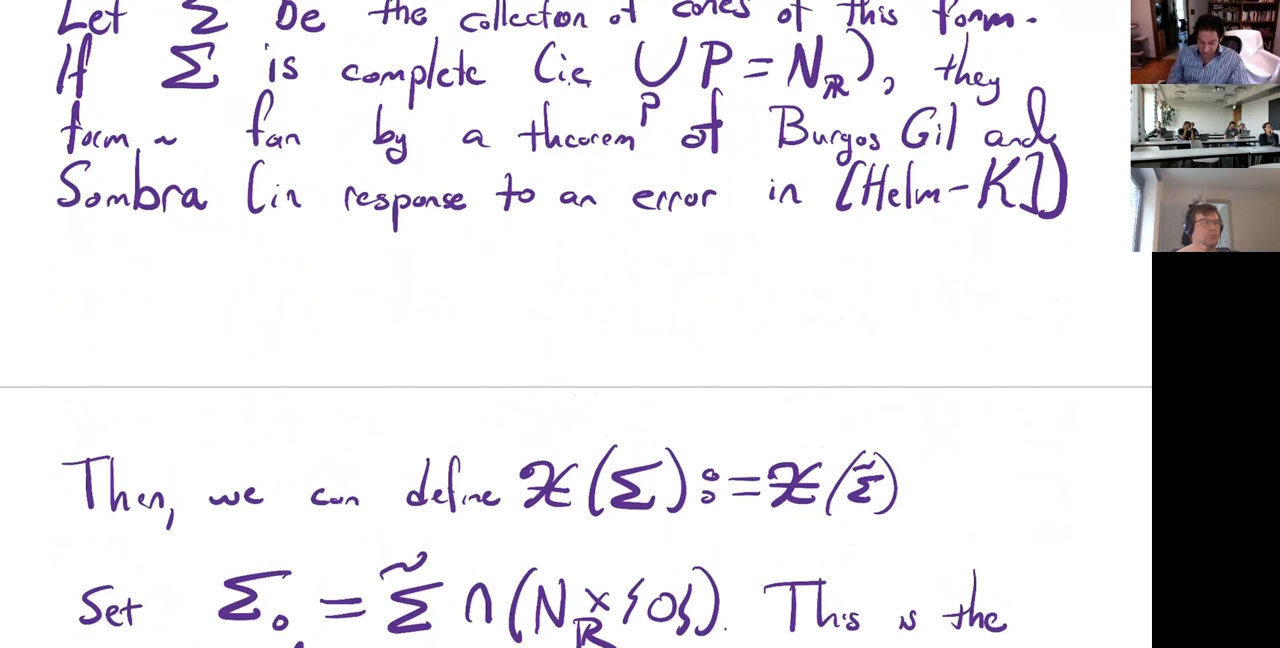 Let Σ be the collection of cones of this form.
If Σ is complete (i.e. ⋃ P = N_ℝ), they
P
form a fan by a theorem of Burgos Gil and
Sombra (in response to an error in [Helm-K])
Then, we can define 𝒳(Σ) := 𝒳(Σ̃)
Set Σ₀ = Σ̃ ∩ (N_ℝ × {0}). This is the